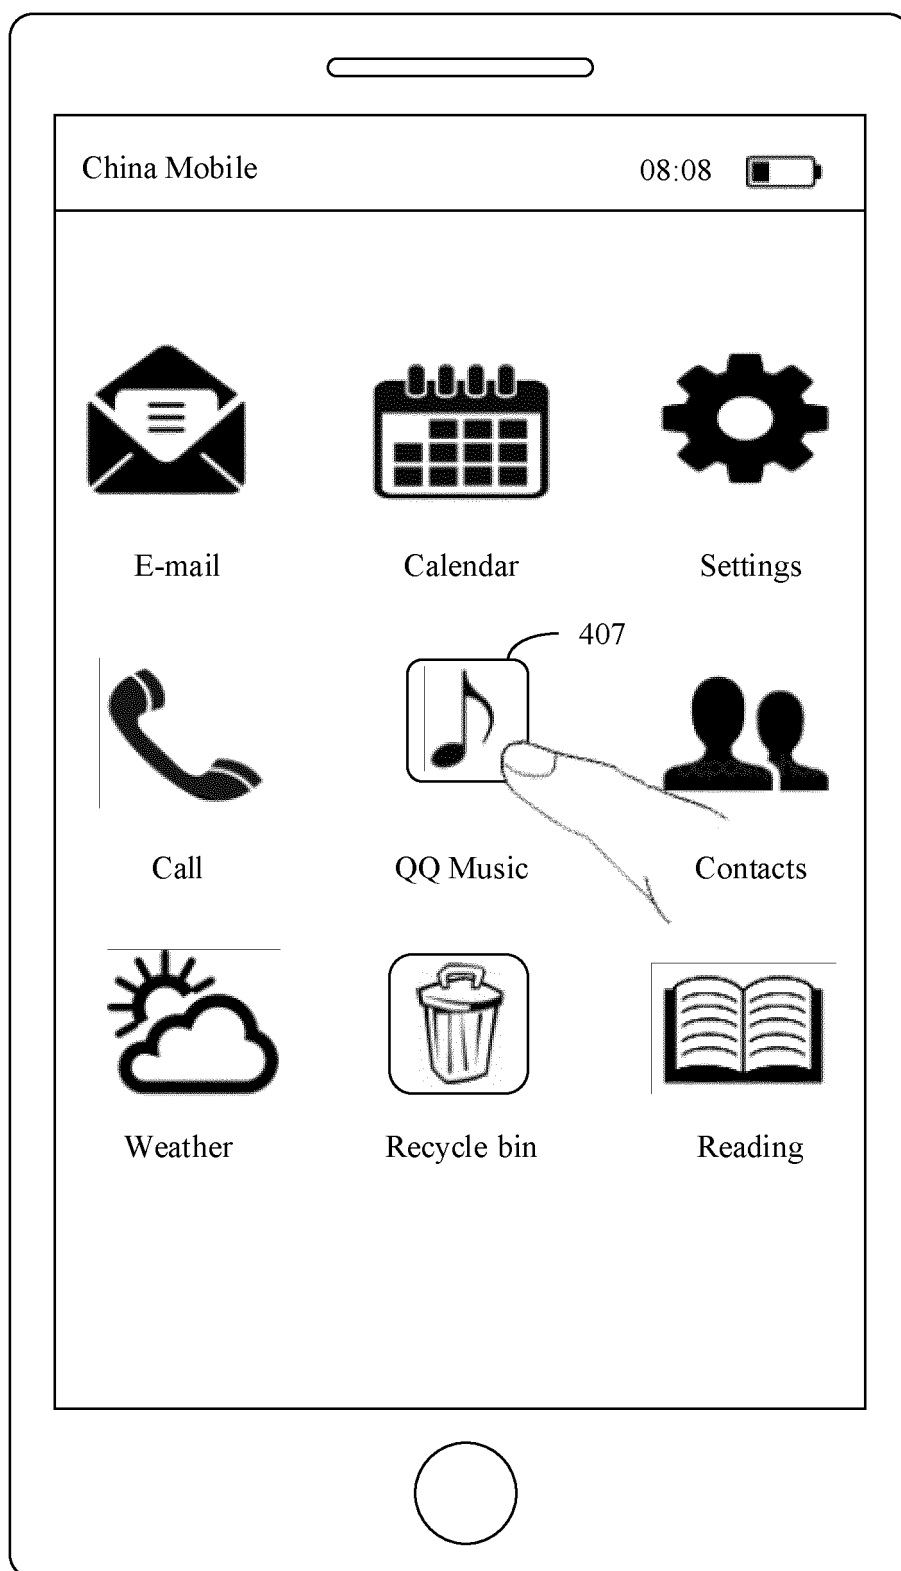 China Mobile 08:08
E-mail Calendar Settings
407
Call QQ Music Contacts
Weather Recycle bin Reading